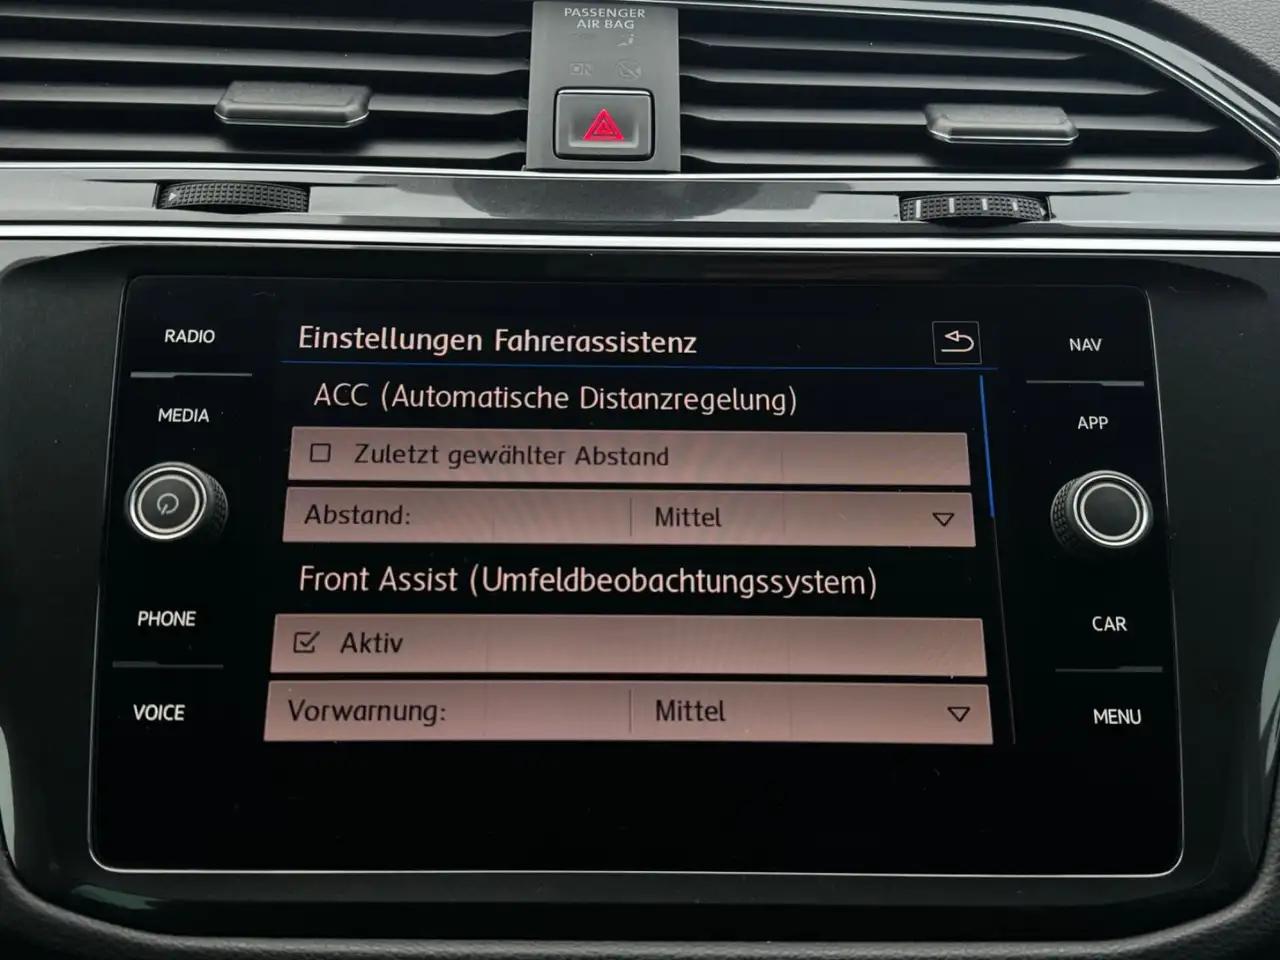 PASSENGER
AIR BAG
ON
RADIO
MEDIA
PHONE
VOICE
Einstellungen Fahrerassistenz
ACC (Automatische Distanzregelung)
Zuletzt gewählter Abstand
Abstand: Mittel
Front Assist (Umfeldbeobachtungssystem)
Aktiv
Vorwarnung: Mittel
NAV
APP
CAR
MENU